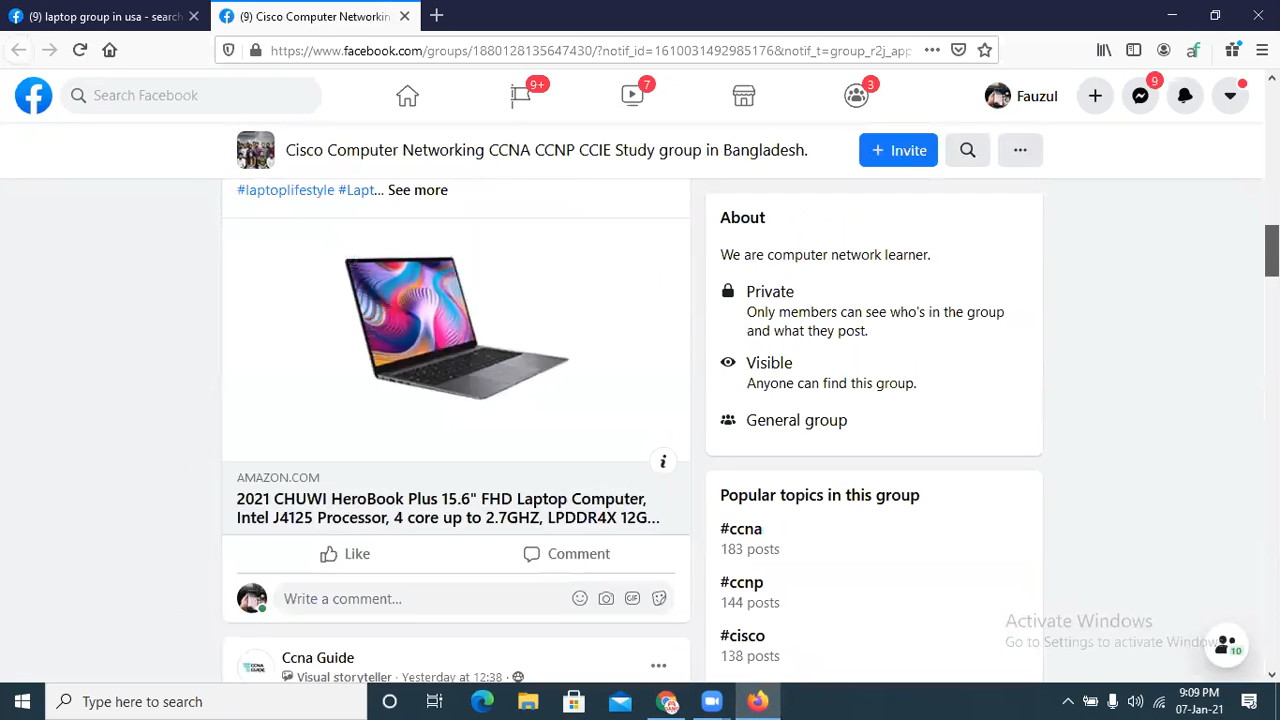 (9) laptop group in usa - search
(9) Cisco Computer Networkin
https://www.facebook.com/groups/1880128135647430/?notif_id=1610031492985176&notif_t=group_r2j_app
Search Facebook
9+
7
3
Fauzul
9
Cisco Computer Networking CCNA CCNP CCIE Study group in Bangladesh.
+ Invite
#laptoplifestyle #Lapt... See more
AMAZON.COM
2021 CHUWI HeroBook Plus 15.6" FHD Laptop Computer,
Intel J4125 Processor, 4 core up to 2.7GHZ, LPDDR4X 12G...
Like
Comment
Write a comment...
GIF
Ccna Guide
Visual storyteller · Yesterday at 12:38 ·
About
We are computer network learner.
Private
Only members can see who's in the group
and what they post.
Visible
Anyone can find this group.
General group
Popular topics in this group
#ccna
183 posts
#ccnp
144 posts
#cisco
138 posts
Activate Windows
Go to Settings to activate Windows
10
Type here to search
9:09 PM
07-Jan-21